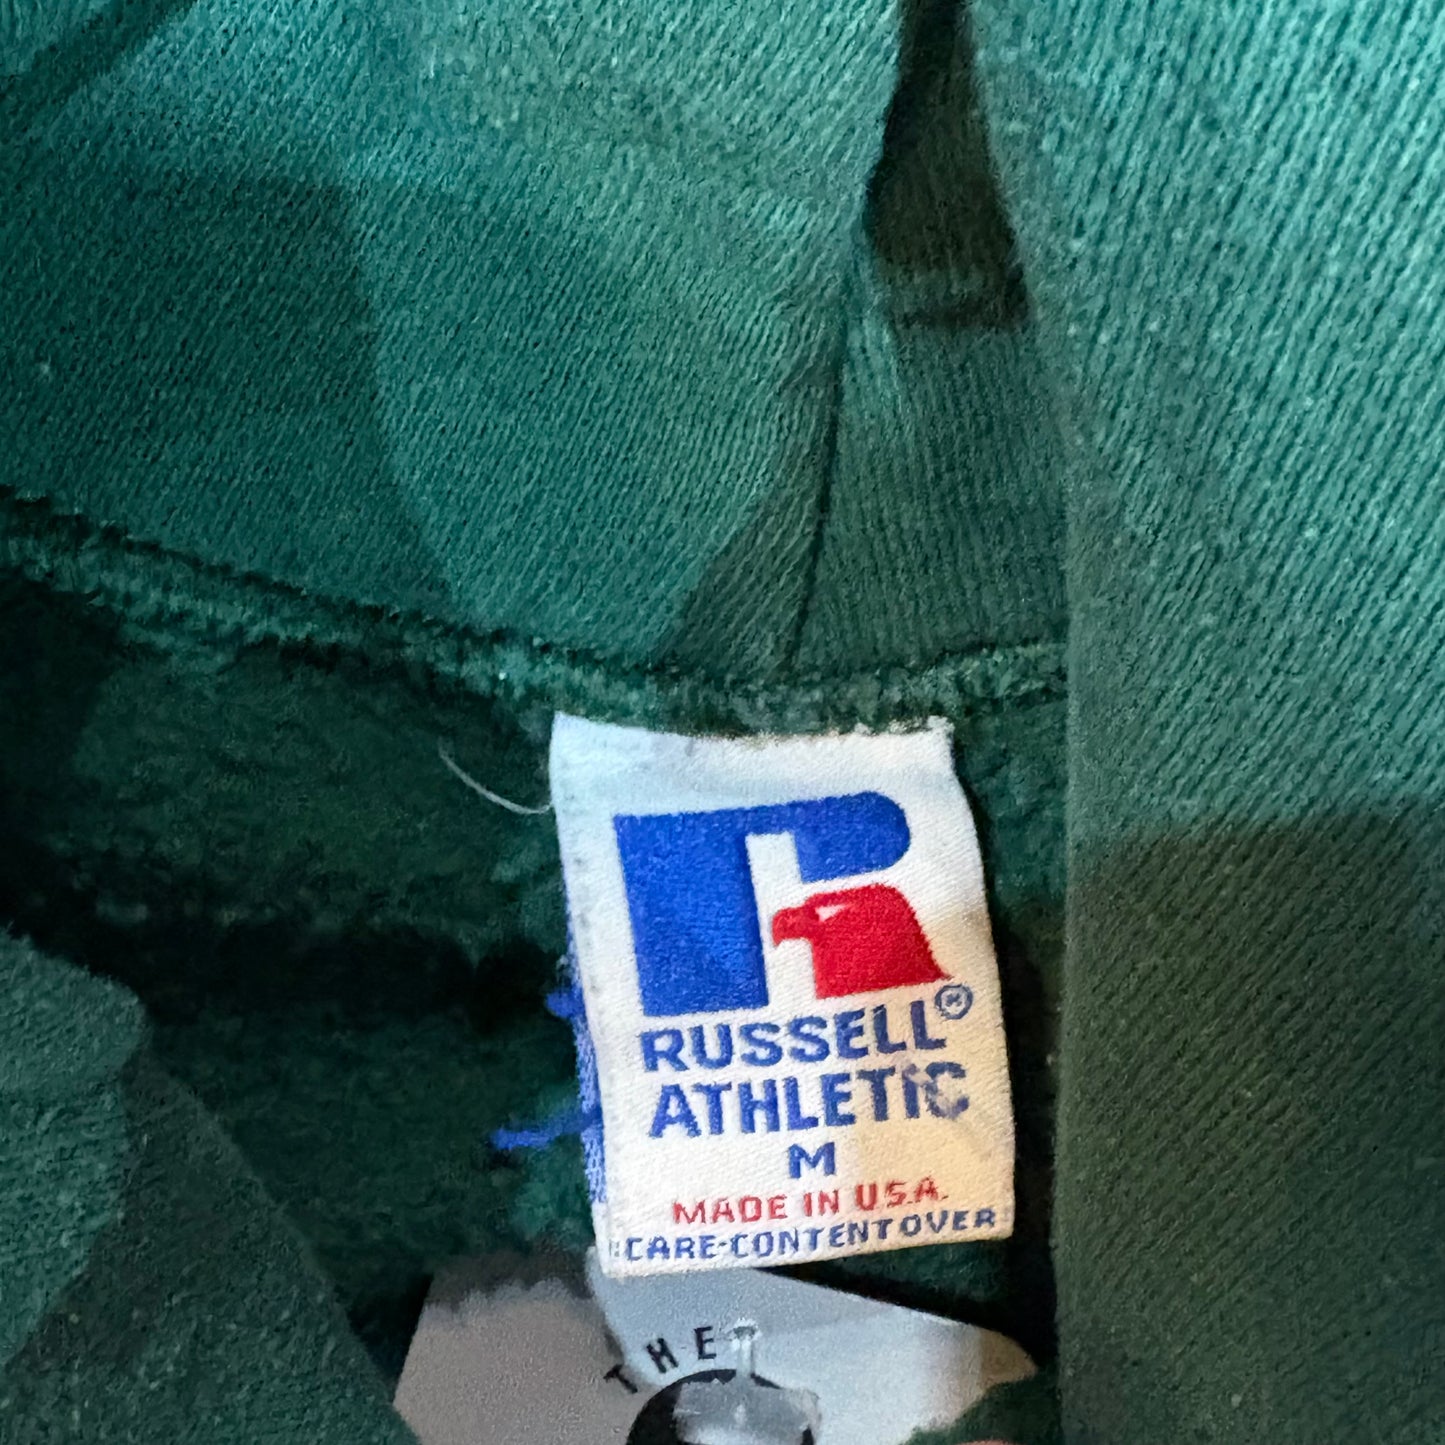 RUSSELL®
ATHLETIC
M
MADE IN U.S.A.
CARE-CONTENT OVER
THE